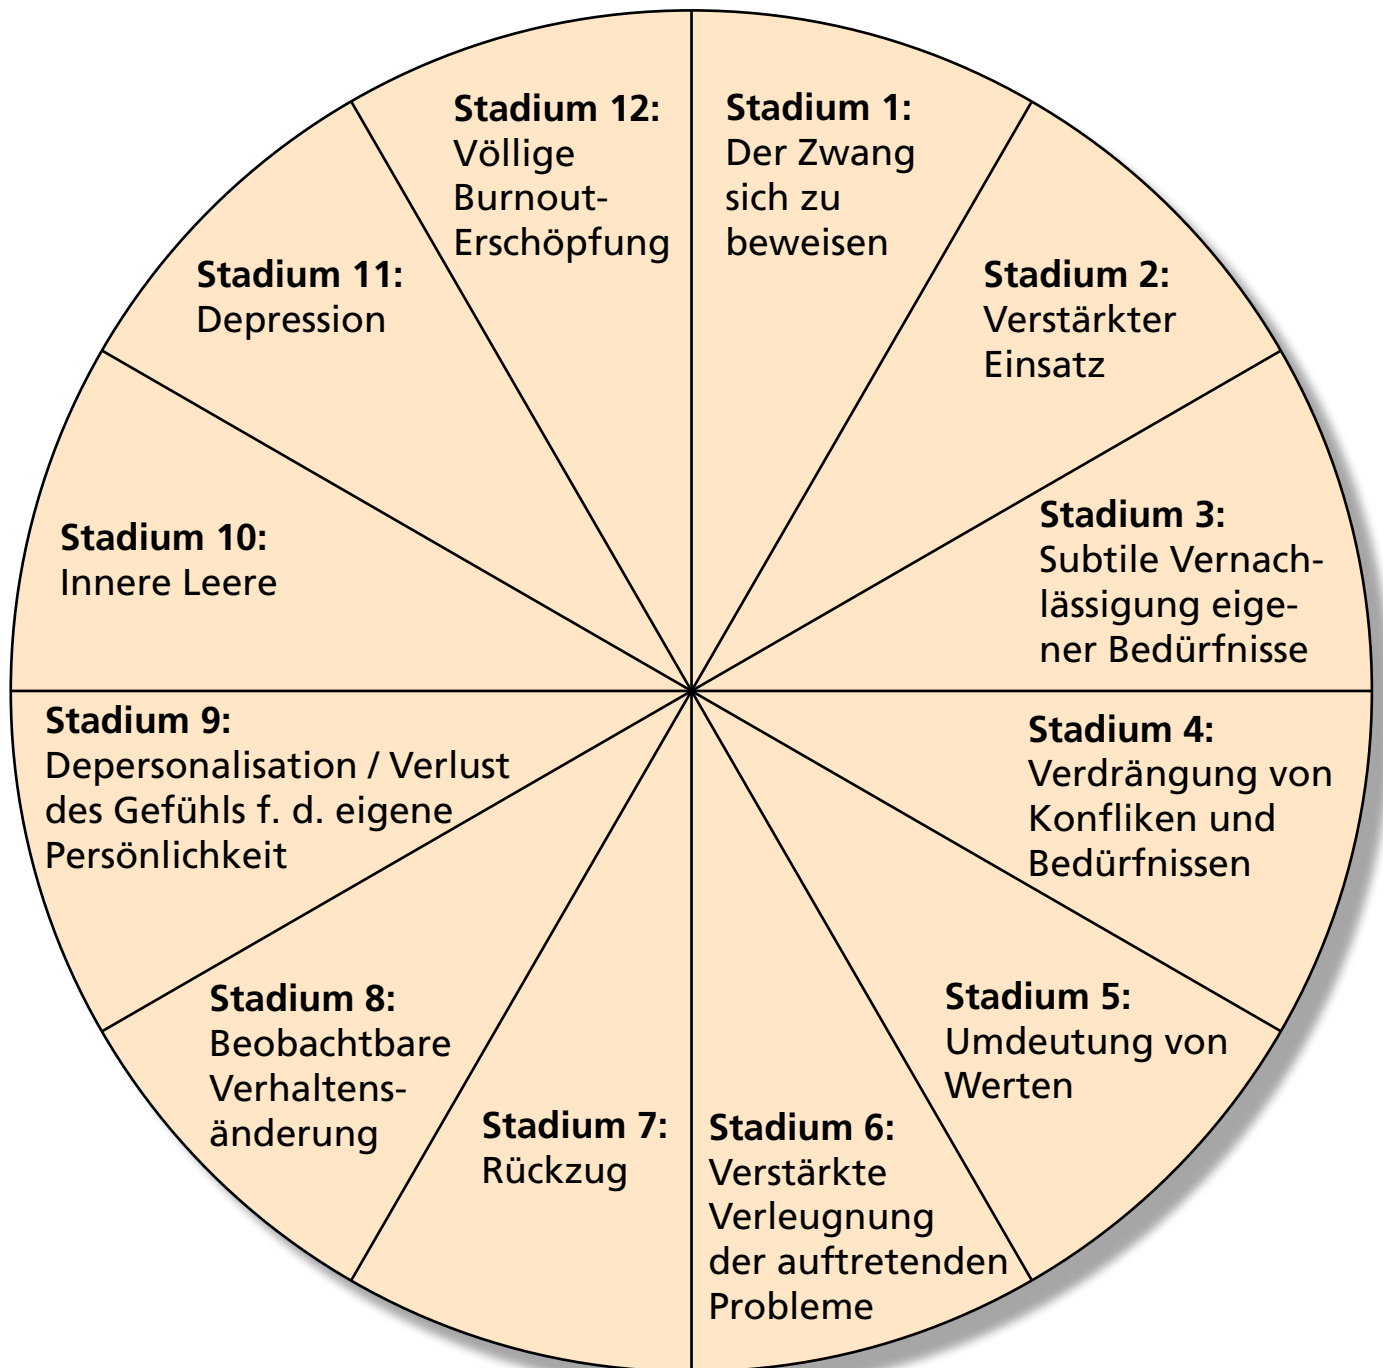 Stadium 1:
Der Zwang
sich zu
beweisen
Stadium 2:
Verstärkter
Einsatz
Stadium 3:
Subtile Vernach-
lässigung eige-
ner Bedürfnisse
Stadium 4:
Verdrängung von
Konfliken und
Bedürfnissen
Stadium 5:
Umdeutung von
Werten
Stadium 6:
Verstärkte
Verleugnung
der auftretenden
Probleme
Stadium 7:
Rückzug
Stadium 8:
Beobachtbare
Verhaltens-
änderung
Stadium 9:
Depersonalisation / Verlust
des Gefühls f. d. eigene
Persönlichkeit
Stadium 10:
Innere Leere
Stadium 11:
Depression
Stadium 12:
Völlige
Burnout-
Erschöpfung